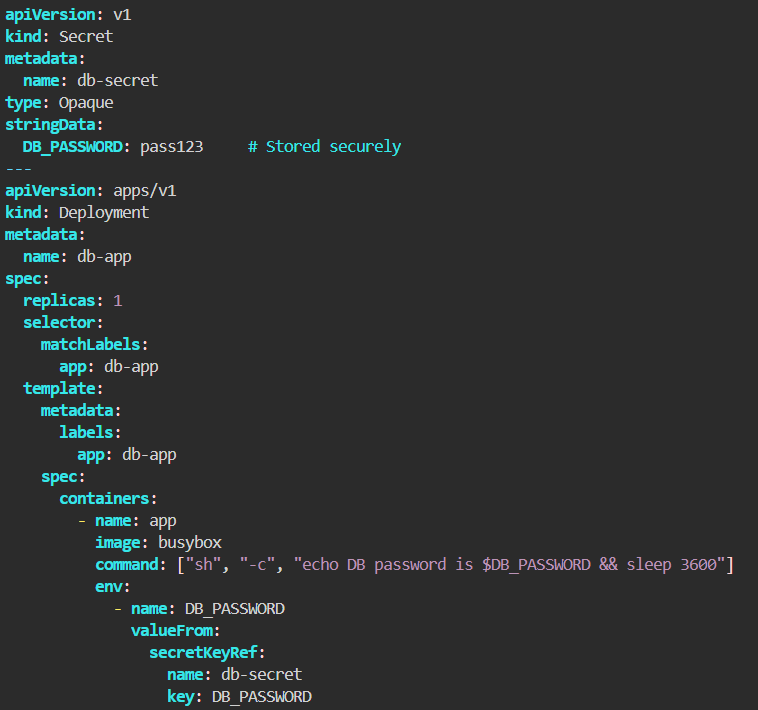 apiVersion: v1
kind: Secret
metadata:
  name: db-secret
type: Opaque
stringData:
  DB_PASSWORD: pass123     # Stored securely
---
apiVersion: apps/v1
kind: Deployment
metadata:
  name: db-app
spec:
  replicas: 1
  selector:
    matchLabels:
      app: db-app
  template:
    metadata:
      labels:
        app: db-app
    spec:
      containers:
        - name: app
          image: busybox
          command: ["sh", "-c", "echo DB password is $DB_PASSWORD && sleep 3600"]
          env:
            - name: DB_PASSWORD
              valueFrom:
                secretKeyRef:
                  name: db-secret
                  key: DB_PASSWORD